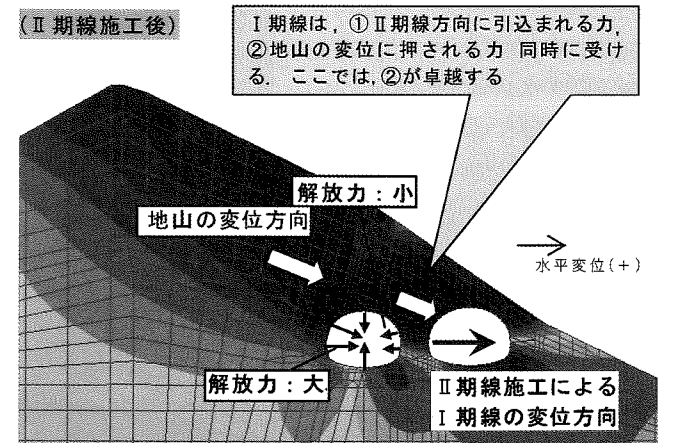 (Ⅱ期線施工後)
Ⅰ期線は，①Ⅱ期線方向に引込まれる力，
②地山の変位に押される力 同時に受け
る．ここでは，②が卓越する
解放力：小
地山の変位方向
水平変位(+)
解放力：大
Ⅱ期線施工による
Ⅰ期線の変位方向